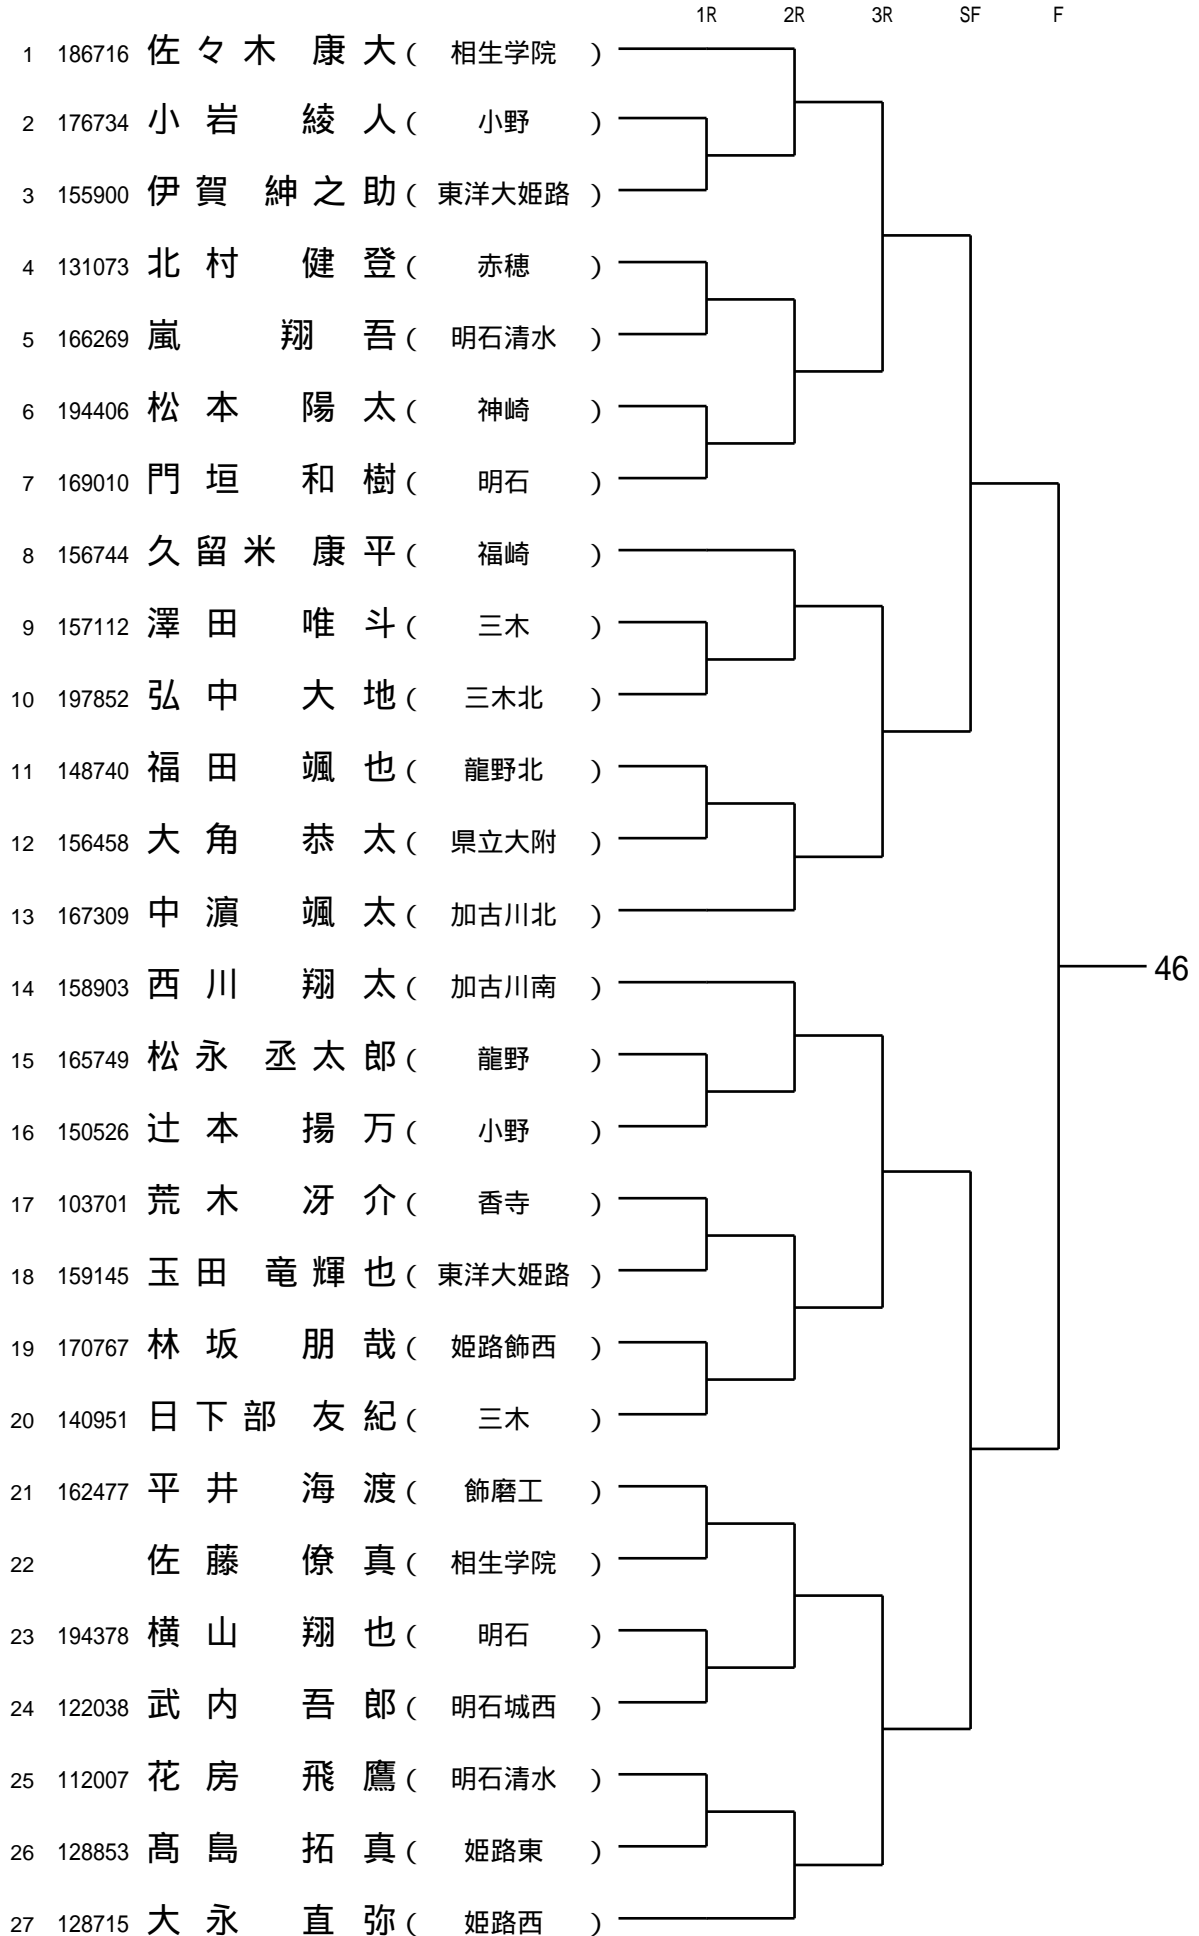 1R 2R 3R SF F
1 186716 佐々木 康大 ( 相生学院 )
2 176734 小岩 綾人 ( 小野 )
3 155900 伊賀 紳之助 ( 東洋大姫路 )
4 131073 北村 健登 ( 赤穂 )
5 166269 嵐 翔吾 ( 明石清水 )
6 194406 松本 陽太 ( 神崎 )
7 169010 門垣 和樹 ( 明石 )
8 156744 久留米 康平 ( 福崎 )
9 157112 澤田 唯斗 ( 三木 )
10 197852 弘中 大地 ( 三木北 )
11 148740 福田 颯也 ( 龍野北 )
12 156458 大角 恭太 ( 県立大附 )
13 167309 中濵 颯太 ( 加古川北 )
46
14 158903 西川 翔太 ( 加古川南 )
15 165749 松永 丞太郎 ( 龍野 )
16 150526 辻本 揚万 ( 小野 )
17 103701 荒木 冴介 ( 香寺 )
18 159145 玉田 竜輝也 ( 東洋大姫路 )
19 170767 林坂 朋哉 ( 姫路飾西 )
20 140951 日下部 友紀 ( 三木 )
21 162477 平井 海渡 ( 飾磨工 )
22 佐藤 僚真 ( 相生学院 )
23 194378 横山 翔也 ( 明石 )
24 122038 武内 吾郎 ( 明石城西 )
25 112007 花房 飛鷹 ( 明石清水 )
26 128853 髙島 拓真 ( 姫路東 )
27 128715 大永 直弥 ( 姫路西 )